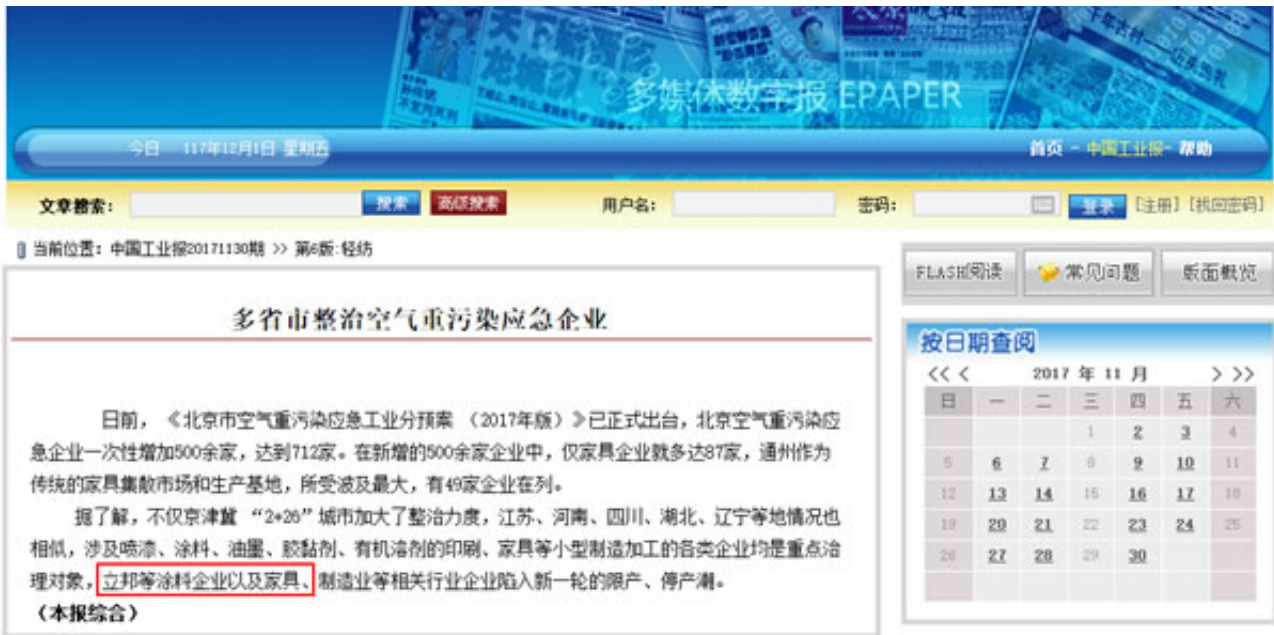 多媒体数字报 EPAPER
今日 117年12月1日 星期五
首页 - 中国工业报- 帮助
文章搜索: 搜索 高级搜索 用户名: 密码: 登录 [注册] [找回密码]
当前位置: 中国工业报20171130期 >> 第6版:轻纺
FLASH阅读 常见问题 版面概览
多省市整治空气重污染应急企业
日前，《北京市空气重污染应急工业分预案 （2017年版）》已正式出台，北京空气重污染应
急企业一次性增加500余家，达到712家。在新增的500余家企业中，仅家具企业就多达87家，通州作为
传统的家具集散市场和生产基地，所受波及最大，有49家企业在列。
据了解，不仅京津冀 “2+26”城市加大了整治力度，江苏、河南、四川、湖北、辽宁等地情况也
相似，涉及喷漆、涂料、油墨、胶黏剂、有机溶剂的印刷、家具等小型制造加工的各类企业均是重点治
理对象，立邦等涂料企业以及家具、制造业等相关行业企业陷入新一轮的限产、停产潮。
（本报综合）
按日期查阅
<< < 2017 年 11 月 > >>
日 一 二 三 四 五 六
1 2 3 4
5 6 7 8 9 10 11
12 13 14 15 16 17 18
19 20 21 22 23 24 25
26 27 28 29 30